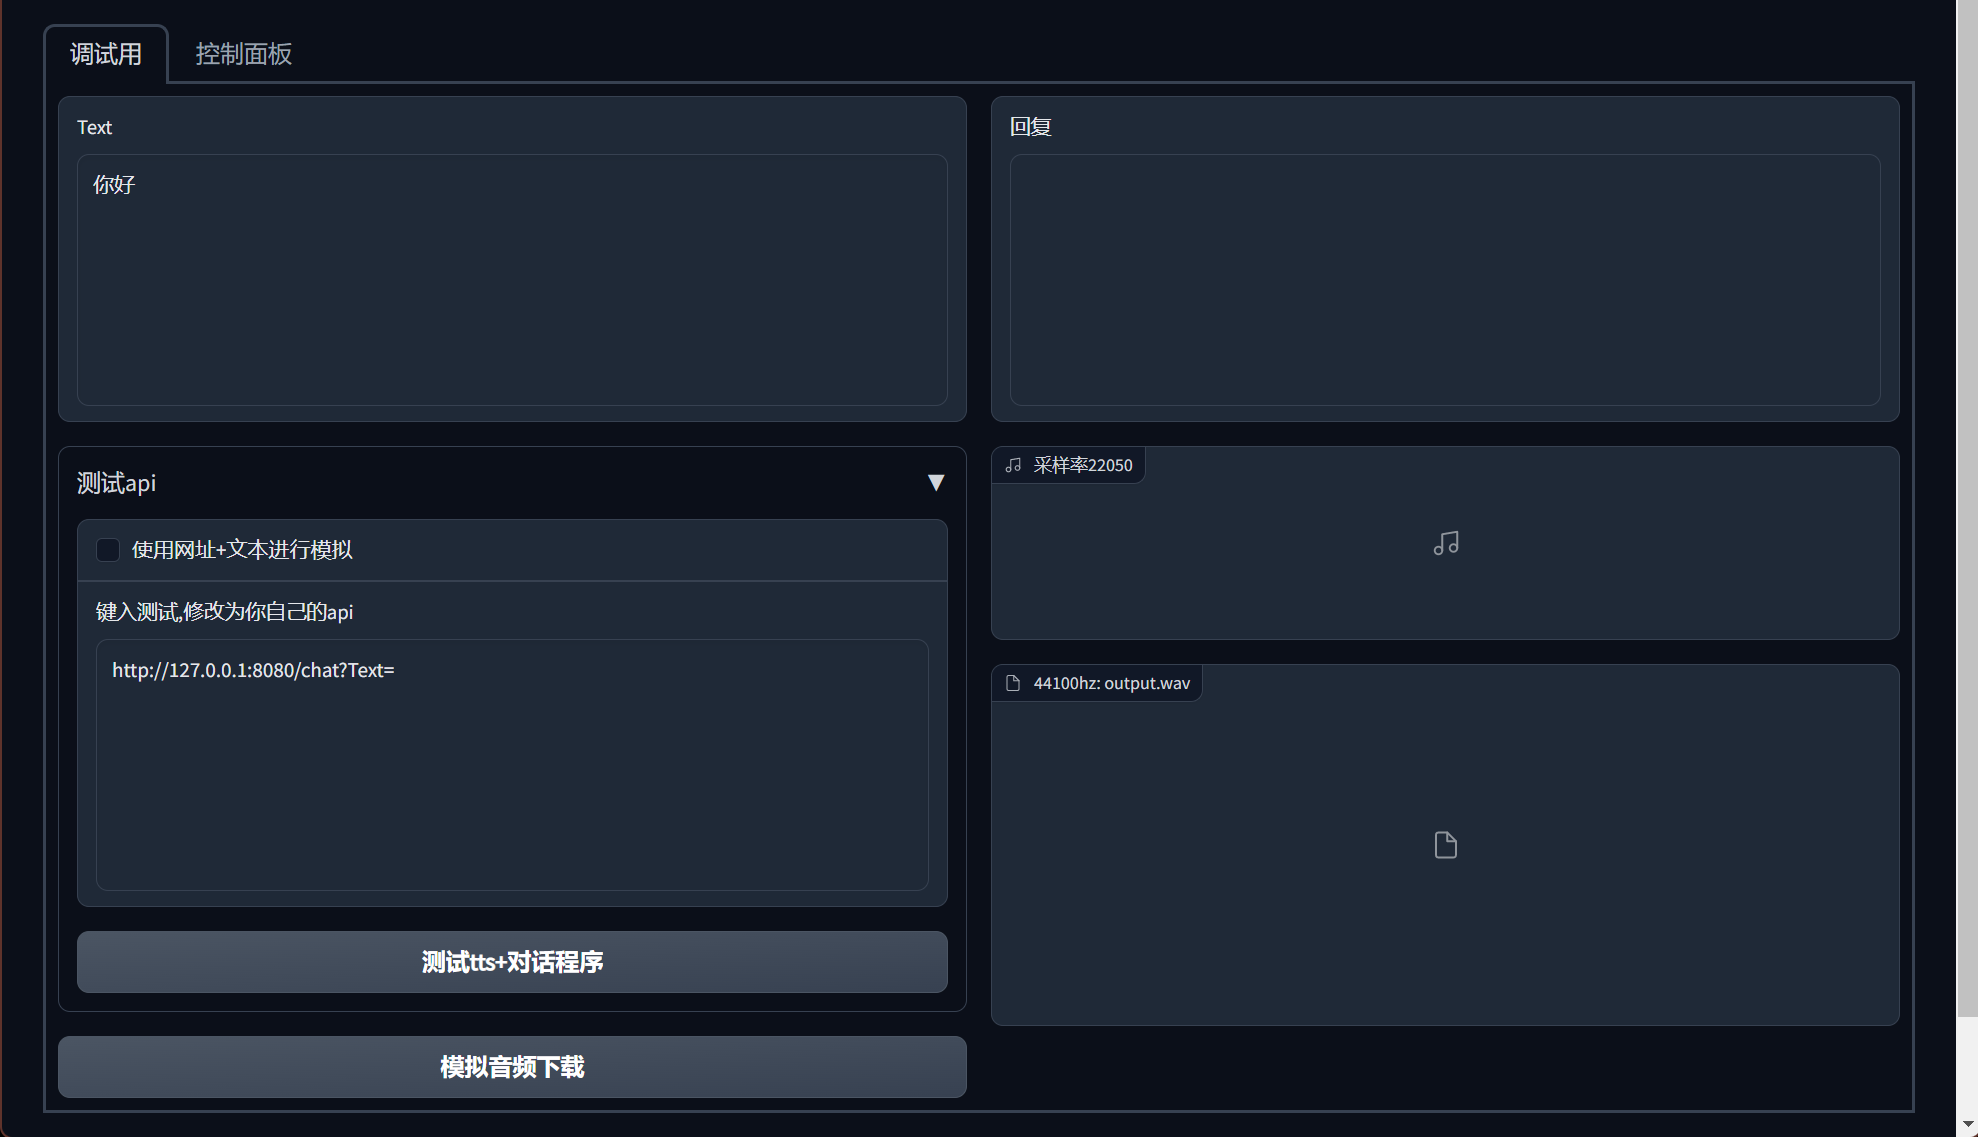 调试用
控制面板
Text
你好
测试api
▼
使用网址+文本进行模拟
键入测试,修改为你自己的api
http://127.0.0.1:8080/chat?Text=
测试tts+对话程序
模拟音频下载
回复
采样率22050
44100hz: output.wav